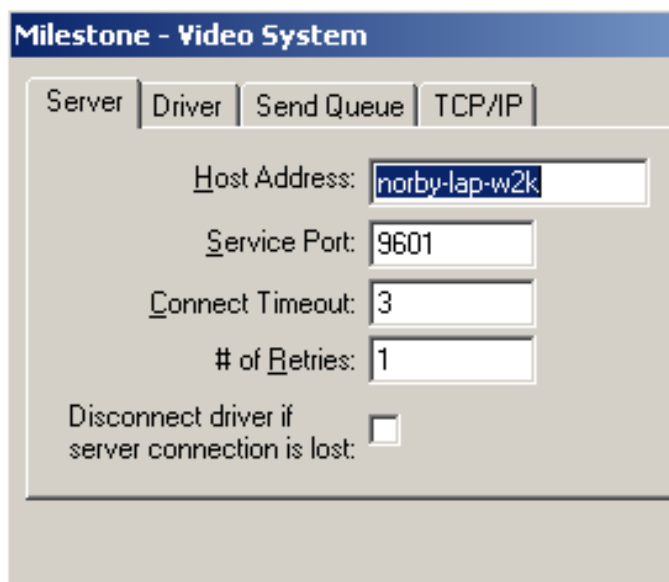 Milestone - Video System
Server Driver Send Queue TCP/IP
Host Address: norby-lap-w2k
Service Port: 9601
Connect Timeout: 3
# of Retries: 1
Disconnect driver if
server connection is lost: